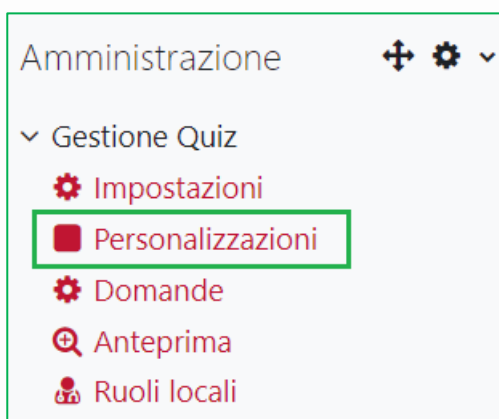 Amministrazione
Gestione Quiz
Impostazioni
Personalizzazioni
Domande
Anteprima
Ruoli locali